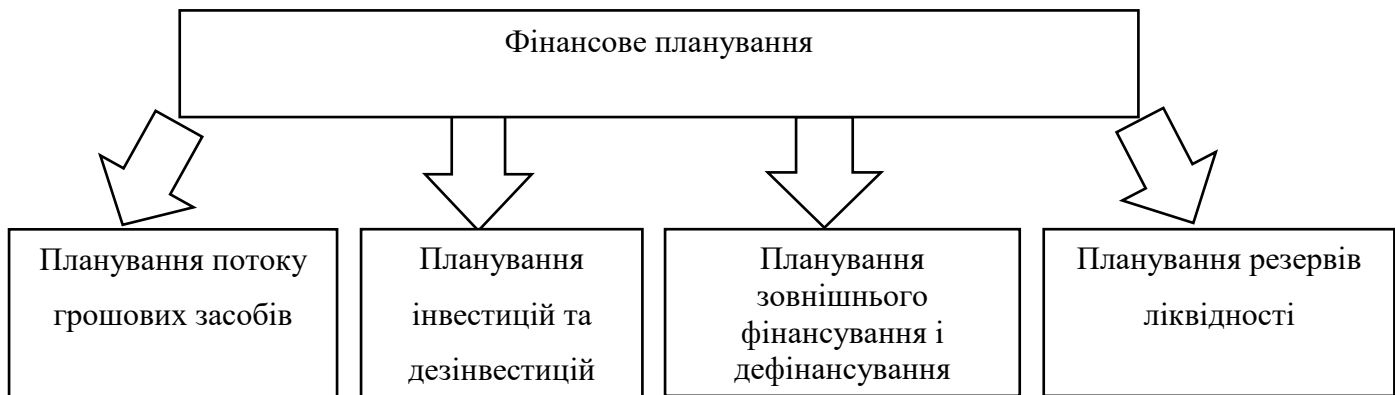 Фінансове планування
Планування потоку
грошових засобів
Планування
інвестицій та
дезінвестицій
Планування
зовнішнього
фінансування і
дефінансування
Планування резервів
ліквідності